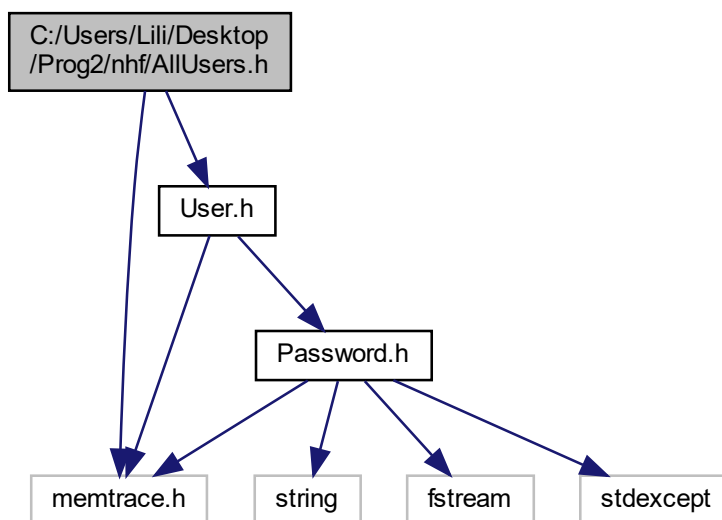 C:/Users/Lili/Desktop
/Prog2/nhf/AllUsers.h
User.h
Password.h
memtrace.h
string
fstream
stdexcept